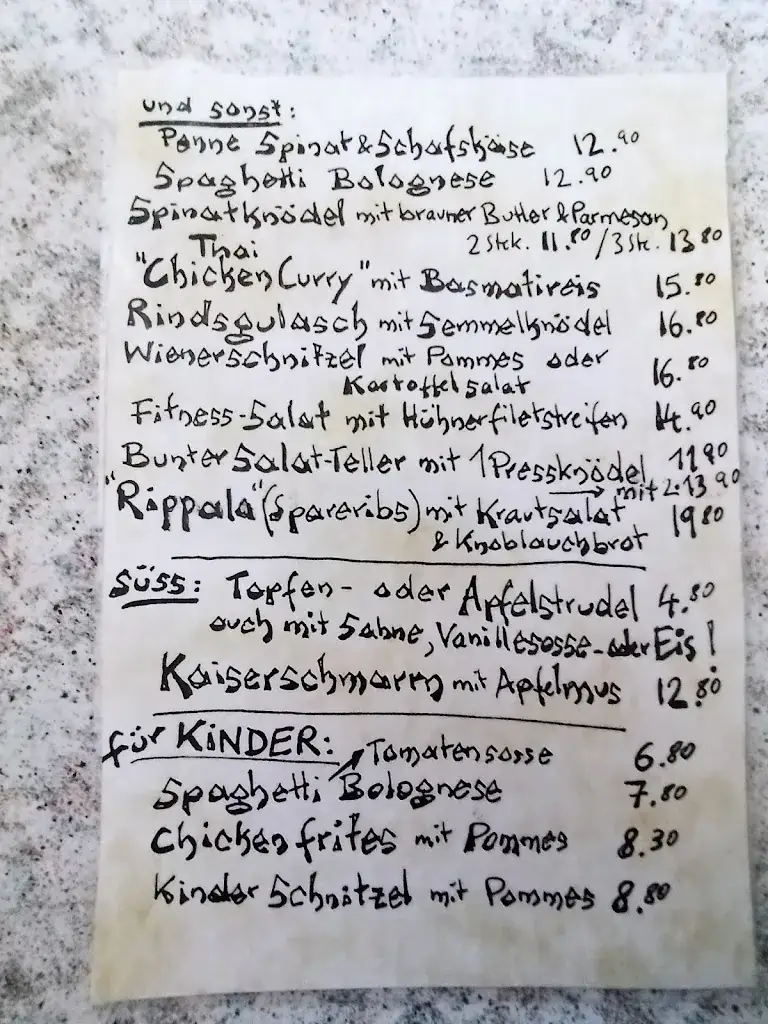 und sonst:
Penne Spinat & Schafskäse 12.90
Spaghetti Bolognese 12.90
Spinatknödel mit brauner Butter & Parmesan
2 Stck. 11.80 / 3 St. 13.80
Thai
"Chicken Curry" mit Basmatireis 15.80
Rindsgulasch mit Semmelknödel 16.80
Wienerschnitzel mit Pommes oder
Kartoffelsalat 16.80
Fitness-Salat mit Hühnerfiletstreifen 14.90
Bunter Salat-Teller mit 1 Pressknödel 11.90
→ mit 2·13.90
"Rippala" (Spareribs) mit Krautsalat 19.80
& Knoblauchbrot
SÜSS: Topfen- oder Apfelstrudel 4.80
auch mit Sahne, Vanillesosse- oder Eis!
Kaiserschmarrn mit Apfelmus 12.80
für KINDER:
Tomatensosse 6.80
Spaghetti Bolognese 7.80
Chicken frites mit Pommes 8.30
Kinder Schnitzel mit Pommes 8.80